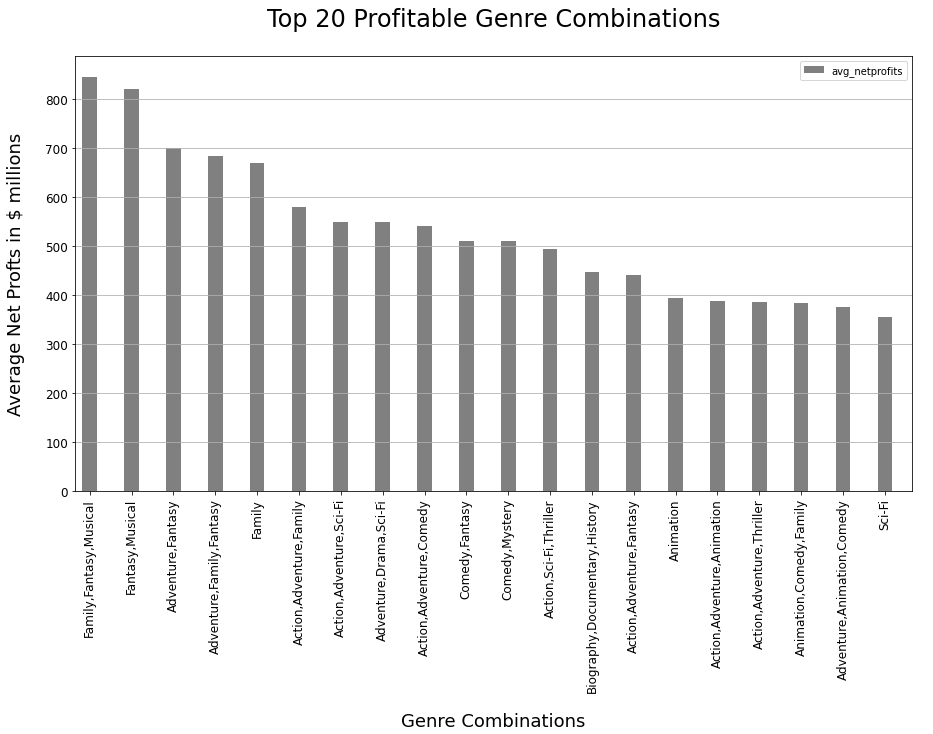 Top 20 Profitable Genre Combinations
avg_netprofits
Average Net Profts in $ millions
800
700
600
500
400
300
200
100
0
Family,Fantasy,Musical
Fantasy,Musical
Adventure,Fantasy
Adventure,Family,Fantasy
Family
Action,Adventure,Family
Action,Adventure,Sci-Fi
Adventure,Drama,Sci-Fi
Action,Adventure,Comedy
Comedy,Fantasy
Comedy,Mystery
Action,Sci-Fi,Thriller
Biography,Documentary,History
Action,Adventure,Fantasy
Animation
Action,Adventure,Animation
Action,Adventure,Thriller
Animation,Comedy,Family
Adventure,Animation,Comedy
Sci-Fi
Genre Combinations